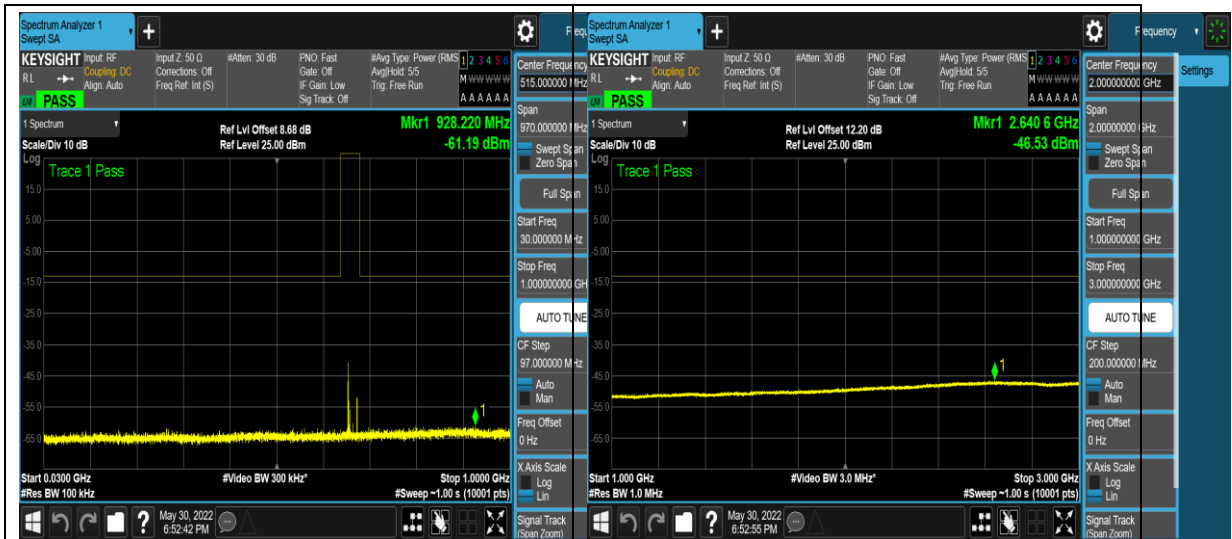 Spectrum Analyzer 1
Swept SA
KEYSIGHT
Input: RF
Coupling: DC
Align: Auto
Input Z: 50 Ω
Corrections: Off
Freq Ref: Int (S)
#Atten: 30 dB
PNO: Fast
Gate: Off
IF Gain: Low
Sig Track: Off
#Avg Type: Power (RMS
Avg|Hold: 5/5
Trig: Free Run
1 2 3 4 5 6
M W W W W W
A A A A A A
R L
PASS
1 Spectrum
Scale/Div 10 dB
Ref Lvl Offset 8.68 dB
Ref Level 25.00 dBm
Mkr1 928.220 MHz
-61.19 dBm
Log
Trace 1 Pass
15.0
5.00
-5.00
-15.0
-25.0
-35.0
-45.0
-55.0
-65.0
1
Start 0.0300 GHz
#Res BW 100 kHz
#Video BW 300 kHz*
Stop 1.0000 GHz
#Sweep ~1.00 s (10001 pts)
?
May 30, 2022
6:52:42 PM
Frequ
Center Frequency
515.000000 MHz
Span
970.000000 MHz
Swept Span
Zero Span
Full Span
Start Freq
30.000000 MHz
Stop Freq
1.000000000 GH
AUTO TUNE
CF Step
97.000000 MHz
Auto
Man
Freq Offset
0 Hz
X Axis Scale
Log
Lin
Signal Track
(Span Zoom)
Spectrum Analyzer 1
Swept SA
KEYSIGHT
Input: RF
Coupling: DC
Align: Auto
Input Z: 50 Ω
Corrections: Off
Freq Ref: Int (S)
#Atten: 30 dB
PNO: Fast
Gate: Off
IF Gain: Low
Sig Track: Off
#Avg Type: Power (RMS
Avg|Hold: 5/5
Trig: Free Run
1 2 3 4 5 6
M W W W W W
A A A A A A
R L
PASS
1 Spectrum
Scale/Div 10 dB
Ref Lvl Offset 12.20 dB
Ref Level 25.00 dBm
Mkr1 2.640 6 GHz
-46.53 dBm
Log
Trace 1 Pass
15.0
5.00
-5.00
-15.0
-25.0
-35.0
-45.0
-55.0
-65.0
1
Start 1.000 GHz
#Res BW 1.0 MHz
#Video BW 3.0 MHz*
Stop 3.000 GHz
#Sweep ~1.00 s (10001 pts)
?
May 30, 2022
6:52:55 PM
Frequency
Settings
Center Frequency
2.000000000 GHz
Span
2.00000000 GHz
Swept Span
Zero Span
Full Span
Start Freq
1.000000000 GHz
Stop Freq
3.000000000 GHz
AUTO TUNE
CF Step
200.000000 MHz
Auto
Man
Freq Offset
0 Hz
X Axis Scale
Log
Lin
Signal Track
(Span Zoom)